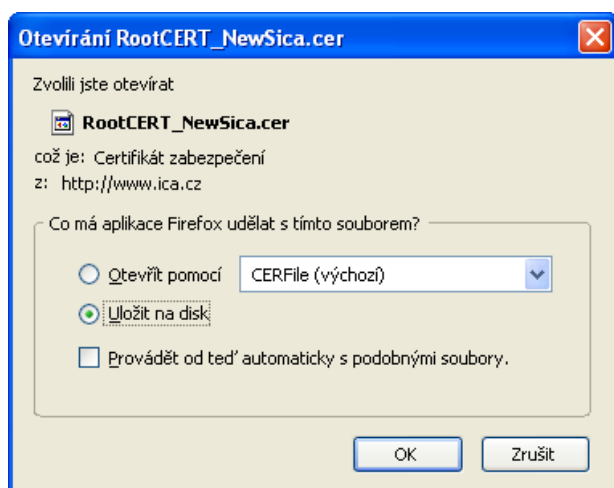 Otevírání RootCERT_NewSica.cer
Zvolili jste otevírat
RootCERT_NewSica.cer
což je: Certifikát zabezpečení
z: http://www.ica.cz
Co má aplikace Firefox udělat s tímto souborem?
Otevřít pomocí CERFile (výchozí)
Uložit na disk
Provádět od teď automaticky s podobnými soubory.
OK Zrušit